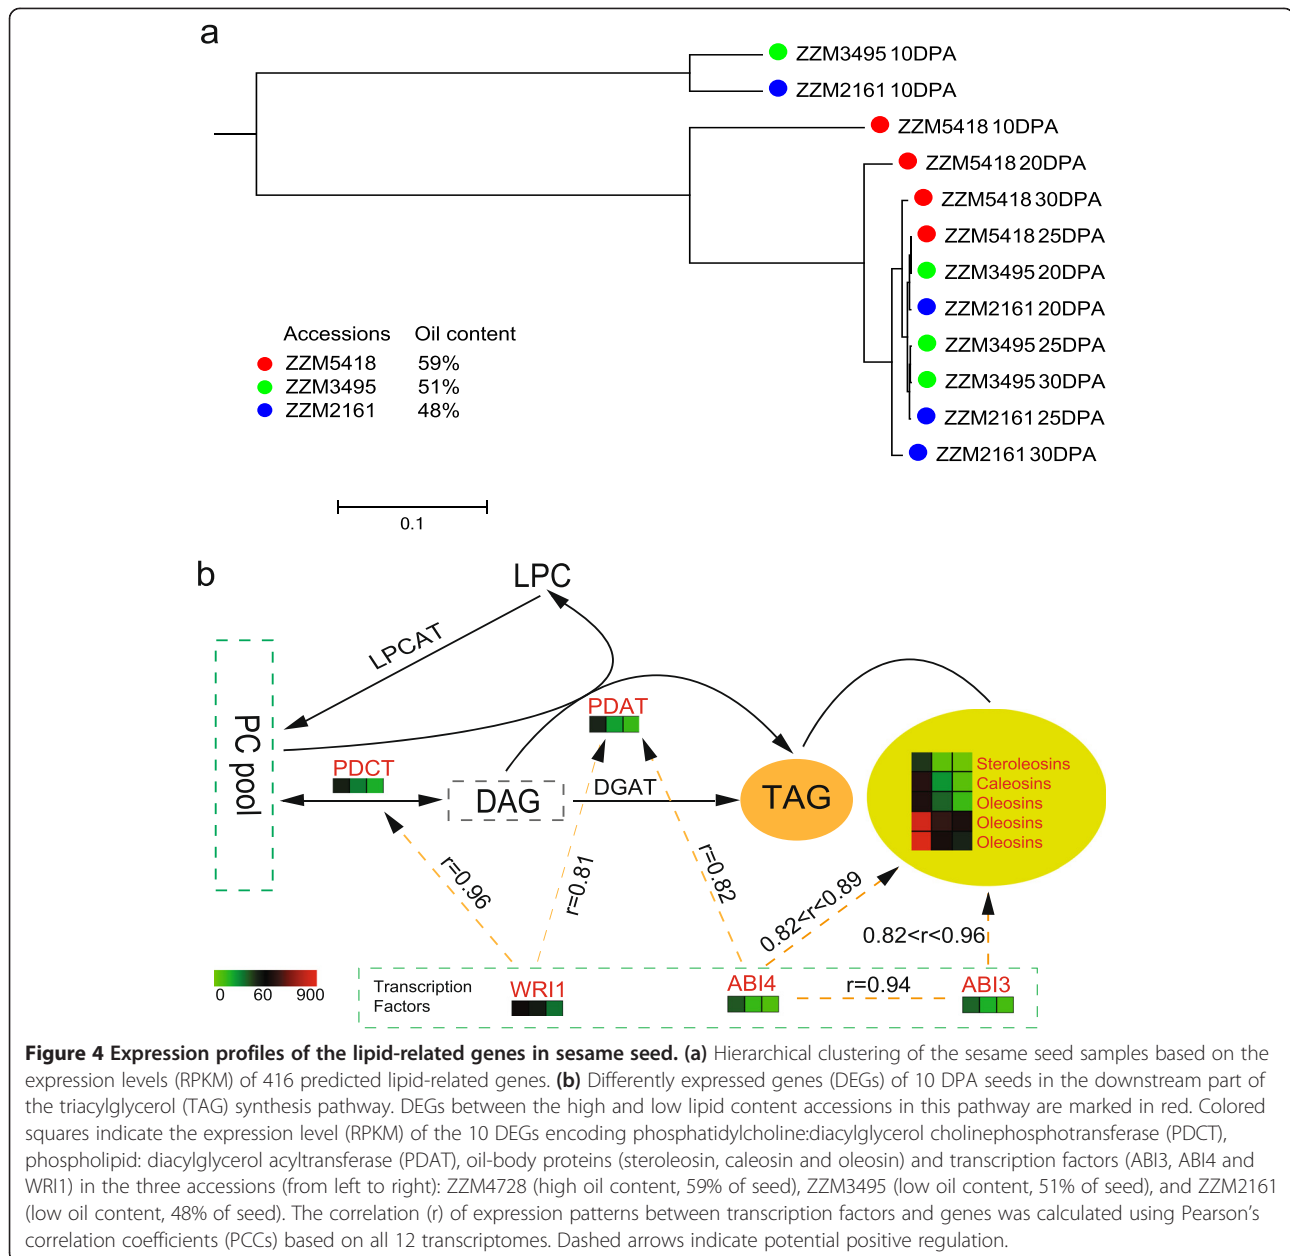 a
ZZM3495 10DPA
ZZM2161 10DPA
ZZM5418 10DPA
ZZM5418 20DPA
ZZM5418 30DPA
ZZM5418 25DPA
ZZM3495 20DPA
ZZM2161 20DPA
ZZM3495 25DPA
ZZM3495 30DPA
ZZM2161 25DPA
ZZM2161 30DPA
Accessions Oil content
ZZM5418 59%
ZZM3495 51%
ZZM2161 48%
0.1
b
LPC
LPCAT
PC pool
PDAT
PDCT
DAG
DGAT
TAG
Steroleosins
Caleosins
Oleosins
Oleosins
Oleosins
r=0.96
r=0.81
r=0.82
0.82<r<0.89
0.82<r<0.96
0 60 900
Transcription
Factors
WRI1
ABI4
r=0.94
ABI3
Figure 4 Expression profiles of the lipid-related genes in sesame seed. (a) Hierarchical clustering of the sesame seed samples based on the
expression levels (RPKM) of 416 predicted lipid-related genes. (b) Differently expressed genes (DEGs) of 10 DPA seeds in the downstream part of
the triacylglycerol (TAG) synthesis pathway. DEGs between the high and low lipid content accessions in this pathway are marked in red. Colored
squares indicate the expression level (RPKM) of the 10 DEGs encoding phosphatidylcholine:diacylglycerol cholinephosphotransferase (PDCT),
phospholipid: diacylglycerol acyltransferase (PDAT), oil-body proteins (steroleosin, caleosin and oleosin) and transcription factors (ABI3, ABI4 and
WRI1) in the three accessions (from left to right): ZZM4728 (high oil content, 59% of seed), ZZM3495 (low oil content, 51% of seed), and ZZM2161
(low oil content, 48% of seed). The correlation (r) of expression patterns between transcription factors and genes was calculated using Pearson's
correlation coefficients (PCCs) based on all 12 transcriptomes. Dashed arrows indicate potential positive regulation.